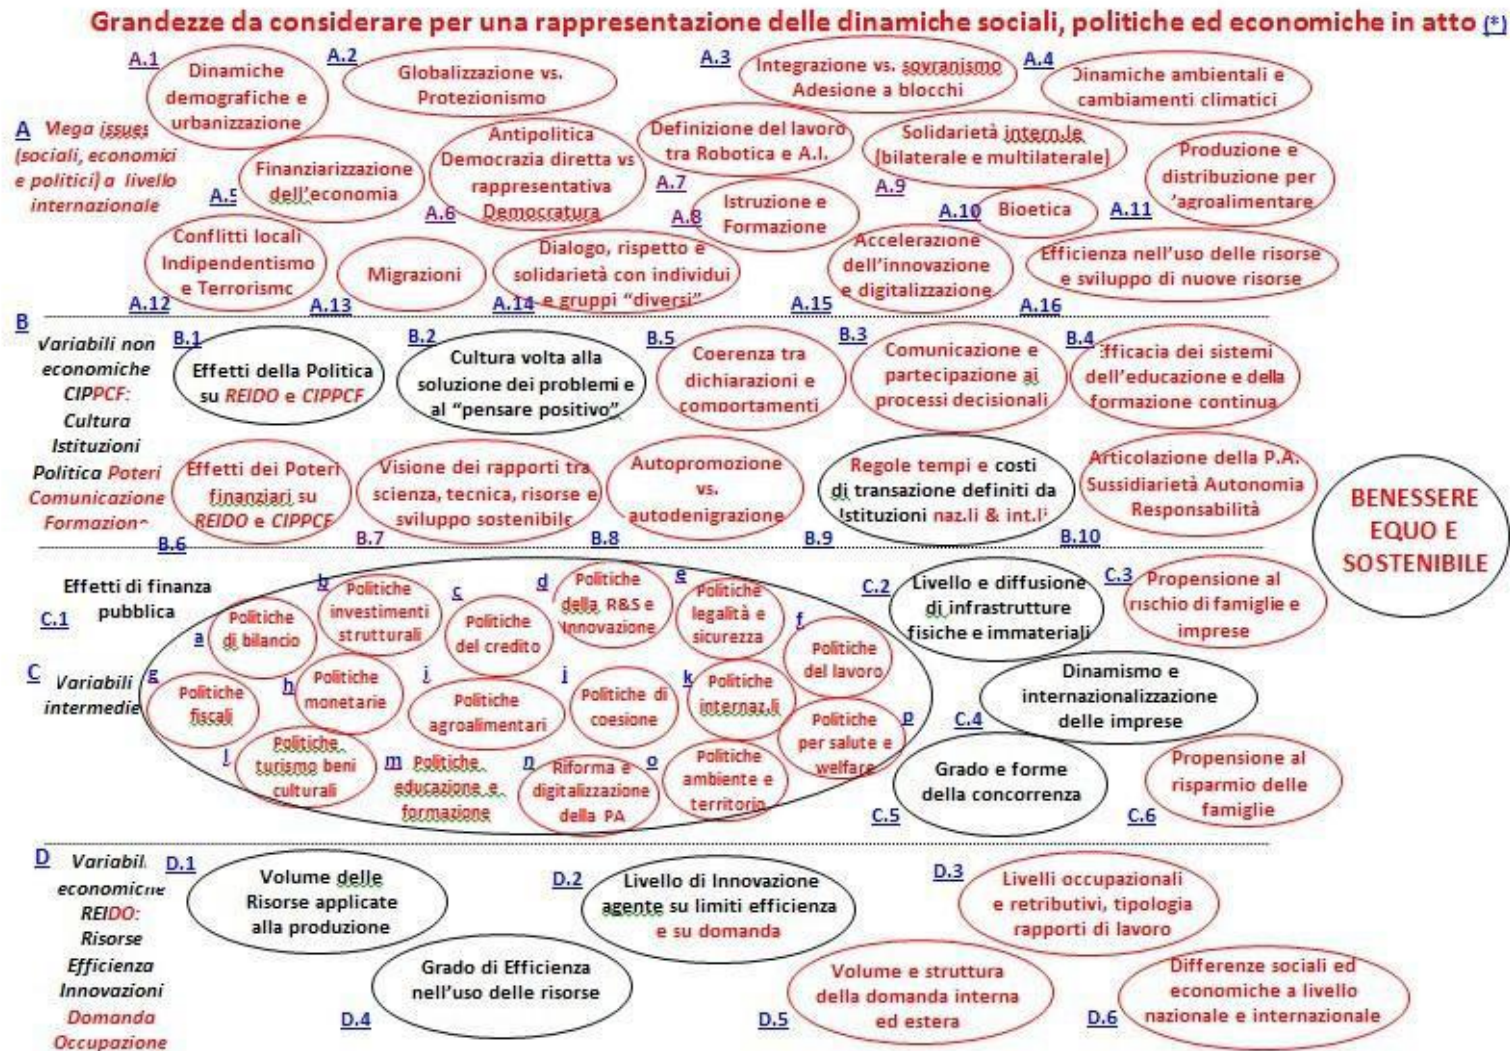 Grandezze da considerare per una rappresentazione delle dinamiche sociali, politiche ed economiche in atto (*)
A.1
Dinamiche
demografiche e
urbanizzazione
A.2
Globalizzazione vs.
Protezionismo
A.3
Integrazione vs. sovranismo
Adesione a blocchi
A.4
Dinamiche ambientali e
cambiamenti climatici
A Mega issues
(sociali, economici
e politici) a livello
internazionale
A.5
Finanziarizzazione
dell'economia
A.6
Antipolitica
Democrazia diretta vs
rappresentativa
Democratura
A.7
Definizione del lavoro
tra Robotica e A.I.
A.8
Istruzione e
Formazione
A.9
Solidarietà intern.le
(bilaterale e multilaterale)
A.10
Bioetica
A.11
Produzione e
distribuzione per
'agroalimentare
Conflitti locali
Indipendentismo
e Terrorismo
A.12
Migrazioni
A.13
Dialogo, rispetto e
solidarietà con individui
e gruppi "diversi"
A.14
Accelerazione
dell'innovazione
e digitalizzazione
A.15
Efficienza nell'uso delle risorse
e sviluppo di nuove risorse
A.16
B
Variabili non
economiche
CIPPCF:
Cultura
Istituzioni
Politica Poteri
Comunicazione
Formazione
B.1
Effetti della Politica
su REIDO e CIPPCF
B.2
Cultura volta alla
soluzione dei problemi e
al "pensare positivo"
B.5
Coerenza tra
dichiarazioni e
comportamenti
B.3
Comunicazione e
partecipazione ai
processi decisionali
B.4
Efficacia dei sistemi
dell'educazione e della
formazione continua
Effetti dei Poteri
finanziari su
REIDO e CIPPCF
B.6
Visione dei rapporti tra
scienza, tecnica, risorse e
sviluppo sostenibile
B.7
Autopromozione
vs.
autodenigrazione
B.8
Regole tempi e costi
di transazione definiti da
Istituzioni naz.li & int.li
B.9
Articolazione della P.A.
Sussidiarietà Autonomia
Responsabilità
B.10
BENESSERE
EQUO E
SOSTENIBILE
Effetti di finanza
pubblica
C.1
C Variabili
intermedie
a
Politiche
di bilancio
b
Politiche
investimenti
strutturali
c
Politiche
del credito
d
Politiche
della R&S e
Innovazione
e
Politiche
legalità e
sicurezza
f
Politiche
del lavoro
g
Politiche
fiscali
h
Politiche
monetarie
i
Politiche
agroalimentari
j
Politiche di
coesione
k
Politiche
internaz.li
l
Politiche
turismo beni
culturali
m
Politiche
educazione e
formazione
n
Riforma e
digitalizzazione
della PA
o
Politiche
ambiente e
territorio
p
Politiche
per salute e
welfare
C.2
Livello e diffusione
di infrastrutture
fisiche e immateriali
C.3
Propensione al
rischio di famiglie e
imprese
C.4
Dinamismo e
internazionalizzazione
delle imprese
C.5
Grado e forme
della concorrenza
C.6
Propensione al
risparmio delle
famiglie
D
Variabil.
economiche
REIDO:
Risorse
Efficienza
Innovazioni
Domanda
Occupazione
D.1
Volume delle
Risorse applicate
alla produzione
D.2
Livello di Innovazione
agente su limiti efficienza
e su domanda
D.3
Livelli occupazionali
e retributivi, tipologia
rapporti di lavoro
D.4
Grado di Efficienza
nell'uso delle risorse
D.5
Volume e struttura
della domanda interna
ed estera
D.6
Differenze sociali ed
economiche a livello
nazionale e internazionale